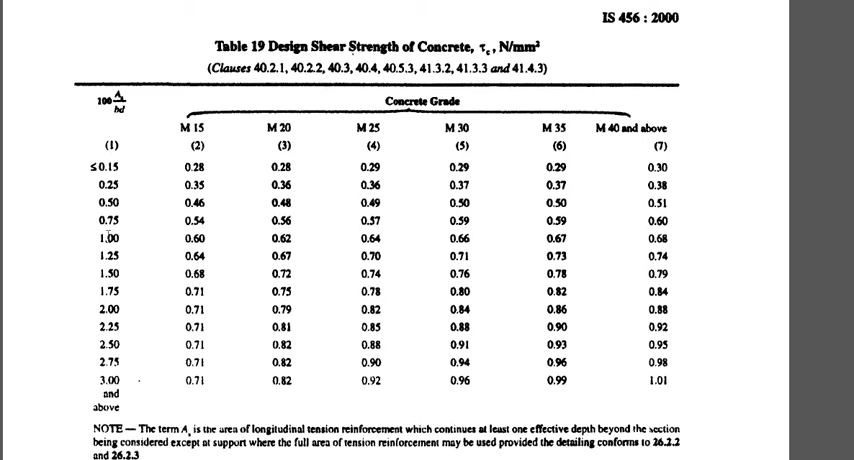 IS 456 : 2000
Table 19 Design Shear Strength of Concrete, τc, N/mm²
(Clauses 40.2.1, 40.2.2, 40.3, 40.4, 40.5.3, 41.3.2, 41.3.3 and 41.4.3)
100 As/bd Concrete Grade
M 15 M 20 M 25 M 30 M 35 M 40 and above
(1) (2) (3) (4) (5) (6) (7)
≤0.15 0.28 0.28 0.29 0.29 0.29 0.30
0.25 0.35 0.36 0.36 0.37 0.37 0.38
0.50 0.46 0.48 0.49 0.50 0.50 0.51
0.75 0.54 0.56 0.57 0.59 0.59 0.60
1.00 0.60 0.62 0.64 0.66 0.67 0.68
1.25 0.64 0.67 0.70 0.71 0.73 0.74
1.50 0.68 0.72 0.74 0.76 0.78 0.79
1.75 0.71 0.75 0.78 0.80 0.82 0.84
2.00 0.71 0.79 0.82 0.84 0.86 0.88
2.25 0.71 0.81 0.85 0.88 0.90 0.92
2.50 0.71 0.82 0.88 0.91 0.93 0.95
2.75 0.71 0.82 0.90 0.94 0.96 0.98
3.00 0.71 0.82 0.92 0.96 0.99 1.01
and
above
NOTE — The term As is the area of longitudinal tension reinforcement which continues at least one effective depth beyond the section
being considered except at support where the full area of tension reinforcement may be used provided the detailing conforms to 26.2.2
and 26.2.3